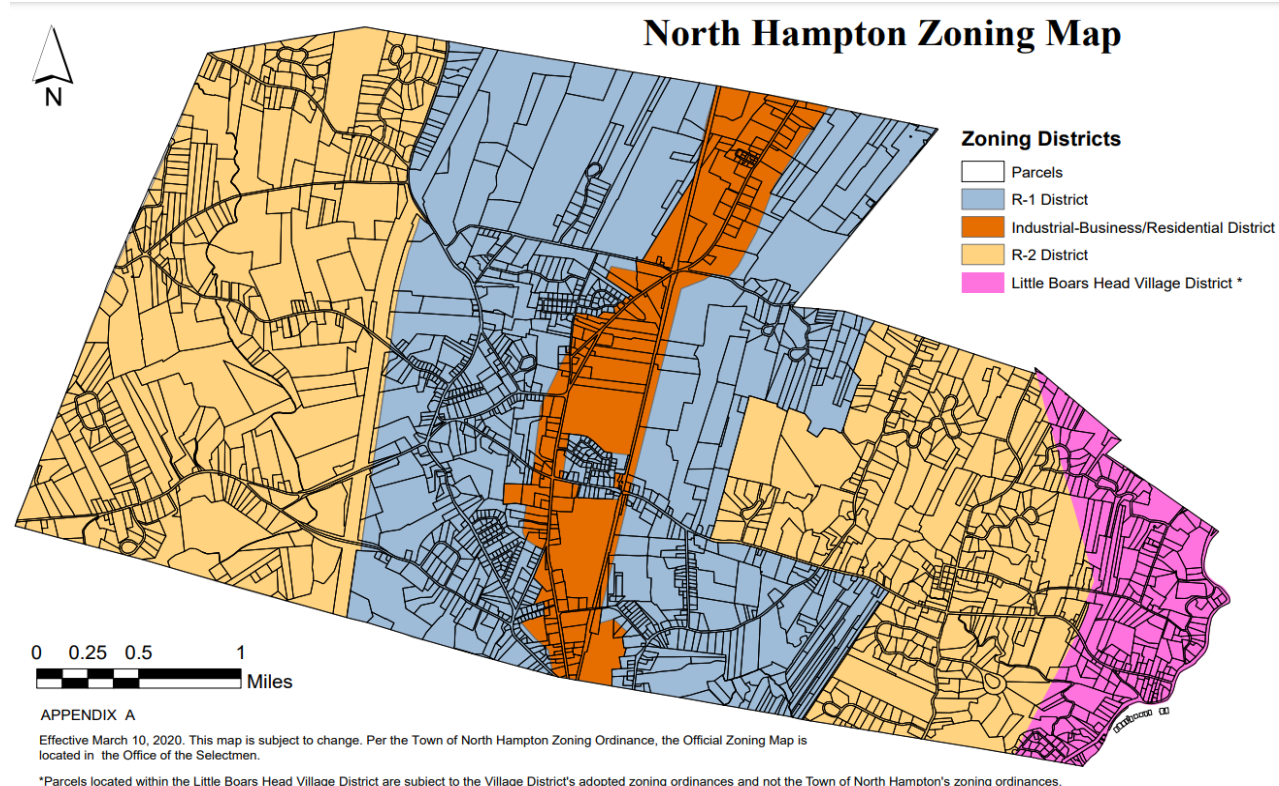 North Hampton Zoning Map
N
Zoning Districts
Parcels
R-1 District
Industrial-Business/Residential District
R-2 District
Little Boars Head Village District *
0 0.25 0.5 1
Miles
APPENDIX A
Effective March 10, 2020. This map is subject to change. Per the Town of North Hampton Zoning Ordinance, the Official Zoning Map is
located in the Office of the Selectmen.
*Parcels located within the Little Boars Head Village District are subject to the Village District's adopted zoning ordinances and not the Town of North Hampton's zoning ordinances.